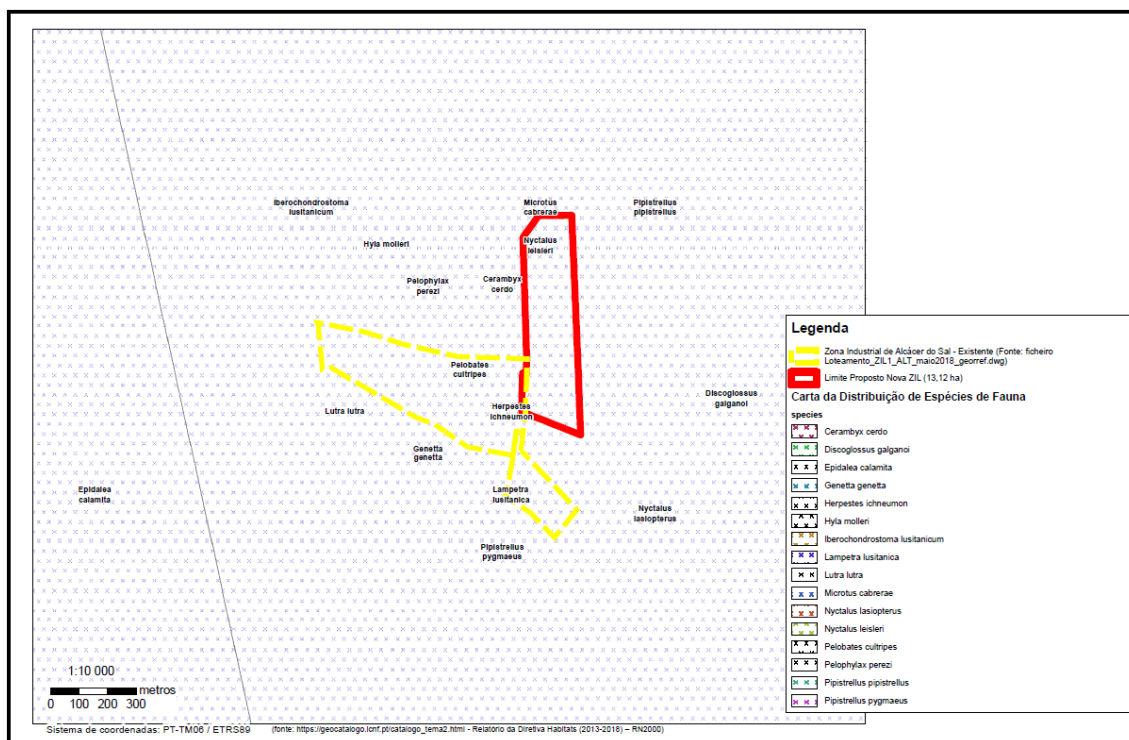 Iberochondrostoma
lusitanicum
Microtus
cabrerae
Pipistrellus
pipistrellus
Hyla molleri
Nyctalus
leisleri
Pelophylax
perezi
Cerambyx
cerdo
Pelobates
cultripes
Discoglossus
galganoi
Lutra lutra
Herpestes
ichneumon
Genetta
genetta
Epidalea
calamita
Lampetra
lusitanica
Nyctalus
lasiopterus
Pipistrellus
pygmaeus
1:10 000
metros
0 100 200 300
Sistema de coordenadas: PT-TM06 / ETRS89 (fonte: https://geocatalogo.icnf.pt/catalogo_tema2.html - Relatório da Diretiva Habitats (2013-2018) – RN2000)
Legenda
Zona Industrial de Alcácer do Sal - Existente (Fonte: ficheiro
Loteamento_ZIL1_ALT_maio2018_georref.dwg)
Limite Proposto Nova ZIL (13,12 ha)
Carta da Distribuição de Espécies de Fauna
species
Cerambyx cerdo
Discoglossus galganoi
Epidalea calamita
Genetta genetta
Herpestes ichneumon
Hyla molleri
Iberochondrostoma lusitanicum
Lampetra lusitanica
Lutra lutra
Microtus cabrerae
Nyctalus lasiopterus
Nyctalus leisleri
Pelobates cultripes
Pelophylax perezi
Pipistrellus pipistrellus
Pipistrellus pygmaeus